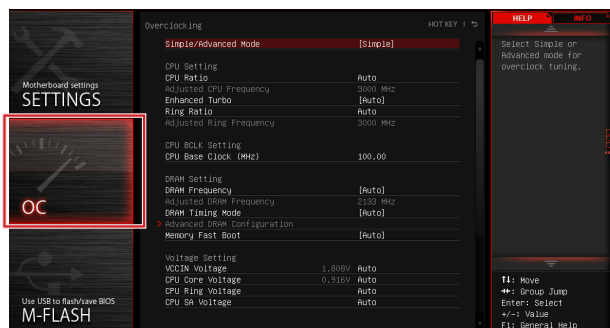 Overclocking
HOT KEY |
HELP
INFO
Simple/Advanced Mode [Simple]
CPU Setting
CPU Ratio Auto
Adjusted CPU Frequency 3000 MHz
Enhanced Turbo [Auto]
Ring Ratio Auto
Adjusted Ring Frequency 3000 MHz
CPU BCLK Setting
CPU Base Clock (MHz) 100.00
DRAM Setting
DRAM Frequency [Auto]
Adjusted DRAM Frequency 2133 MHz
DRAM Timing Mode [Auto]
> Advanced DRAM Configuration
Memory Fast Boot [Auto]
Voltage Setting
VCCIN Voltage 1.808V Auto
CPU Core Voltage 0.916V Auto
CPU Ring Voltage Auto
CPU SA Voltage Auto
Motherboard settings
SETTINGS
OC
Use USB to flash/save BIOS
M-FLASH
Select Simple or
Advanced mode for
overclock tuning.
↑↓: Move
: Group Jump
Enter: Select
+/-: Value
F1: General Help